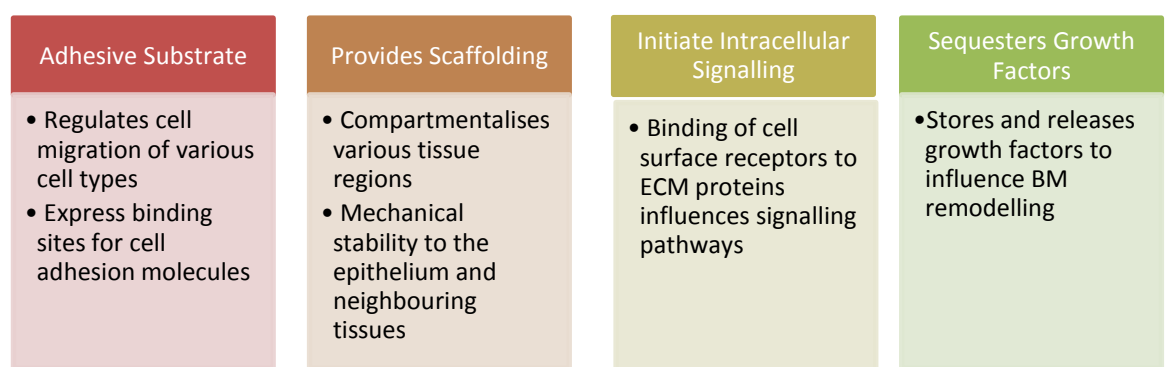 Adhesive Substrate
• Regulates cell
migration of various
cell types
• Express binding
sites for cell
adhesion molecules
Provides Scaffolding
• Compartmentalises
various tissue
regions
• Mechanical
stability to the
epithelium and
neighbouring
tissues
Initiate Intracellular
Signalling
• Binding of cell
surface receptors to
ECM proteins
influences signalling
pathways
Sequesters Growth
Factors
•Stores and releases
growth factors to
influence BM
remodelling